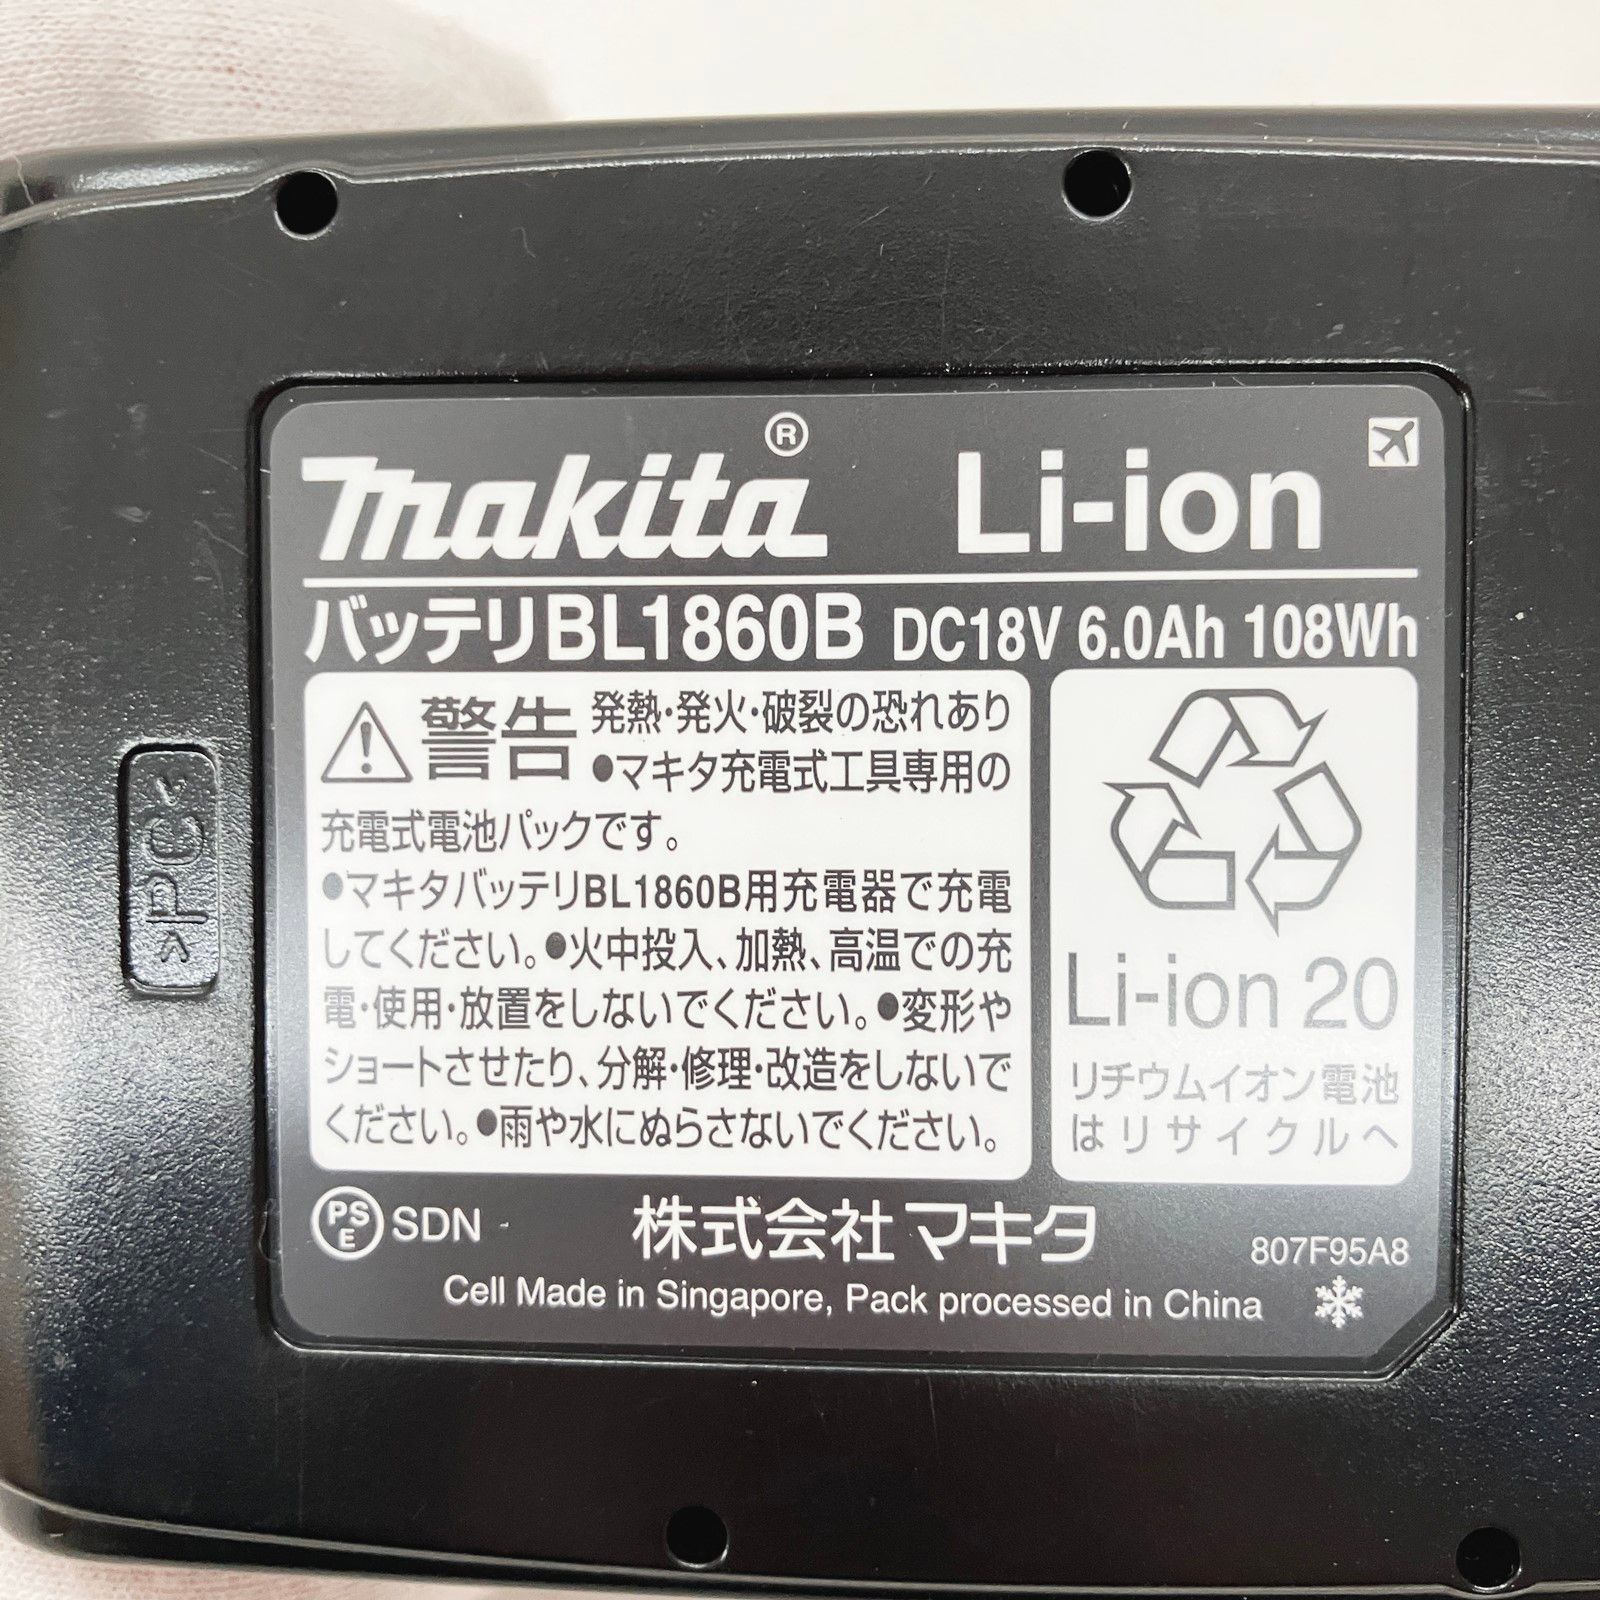 makita® Li-ion
バッテリBL1860B DC18V 6.0Ah 108Wh
警告 発熱・発火・破裂の恐れあり
●マキタ充電式工具専用の
充電式電池パックです。
●マキタバッテリBL1860B用充電器で充電
してください。●火中投入、加熱、高温での充
電・使用・放置をしないでください。●変形や
ショートさせたり、分解・修理・改造をしないで
ください。●雨や水にぬらさないでください。
Li-ion 20
リチウムイオン電池
はリサイクルへ
PSE SDN 株式会社マキタ 807F95A8
Cell Made in Singapore, Pack processed in China
>PC<